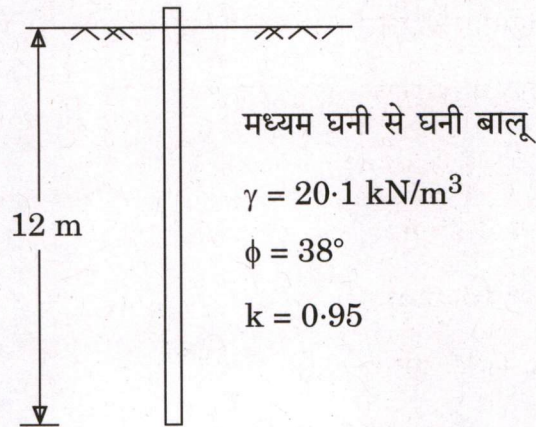 मध्यम घनी से घनी बालू
γ = 20·1 kN/m³
12 m
ϕ = 38°
k = 0·95